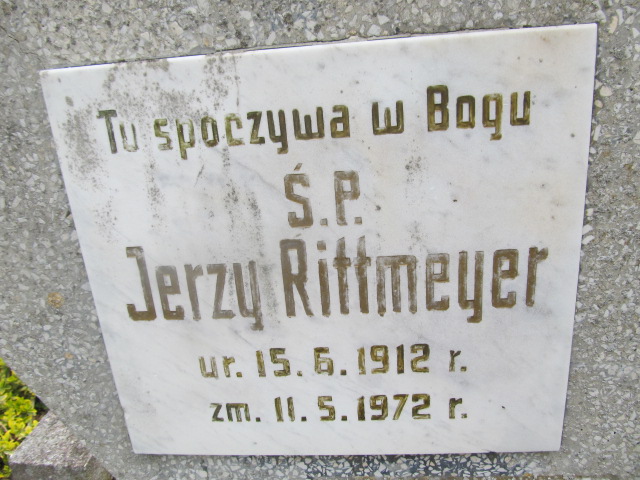 Tu spoczywa w Bogu
Ś.P.
Jerzy Rittmeyer
ur. 15.6.1912 r.
zm. 11.5.1972 r.